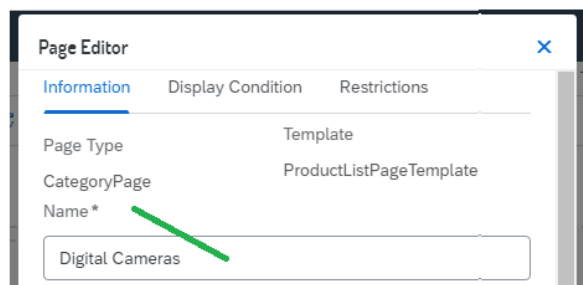 Page Editor
Information Display Condition Restrictions
Page Type
Template
CategoryPage
ProductListPageTemplate
Name*
Digital Cameras